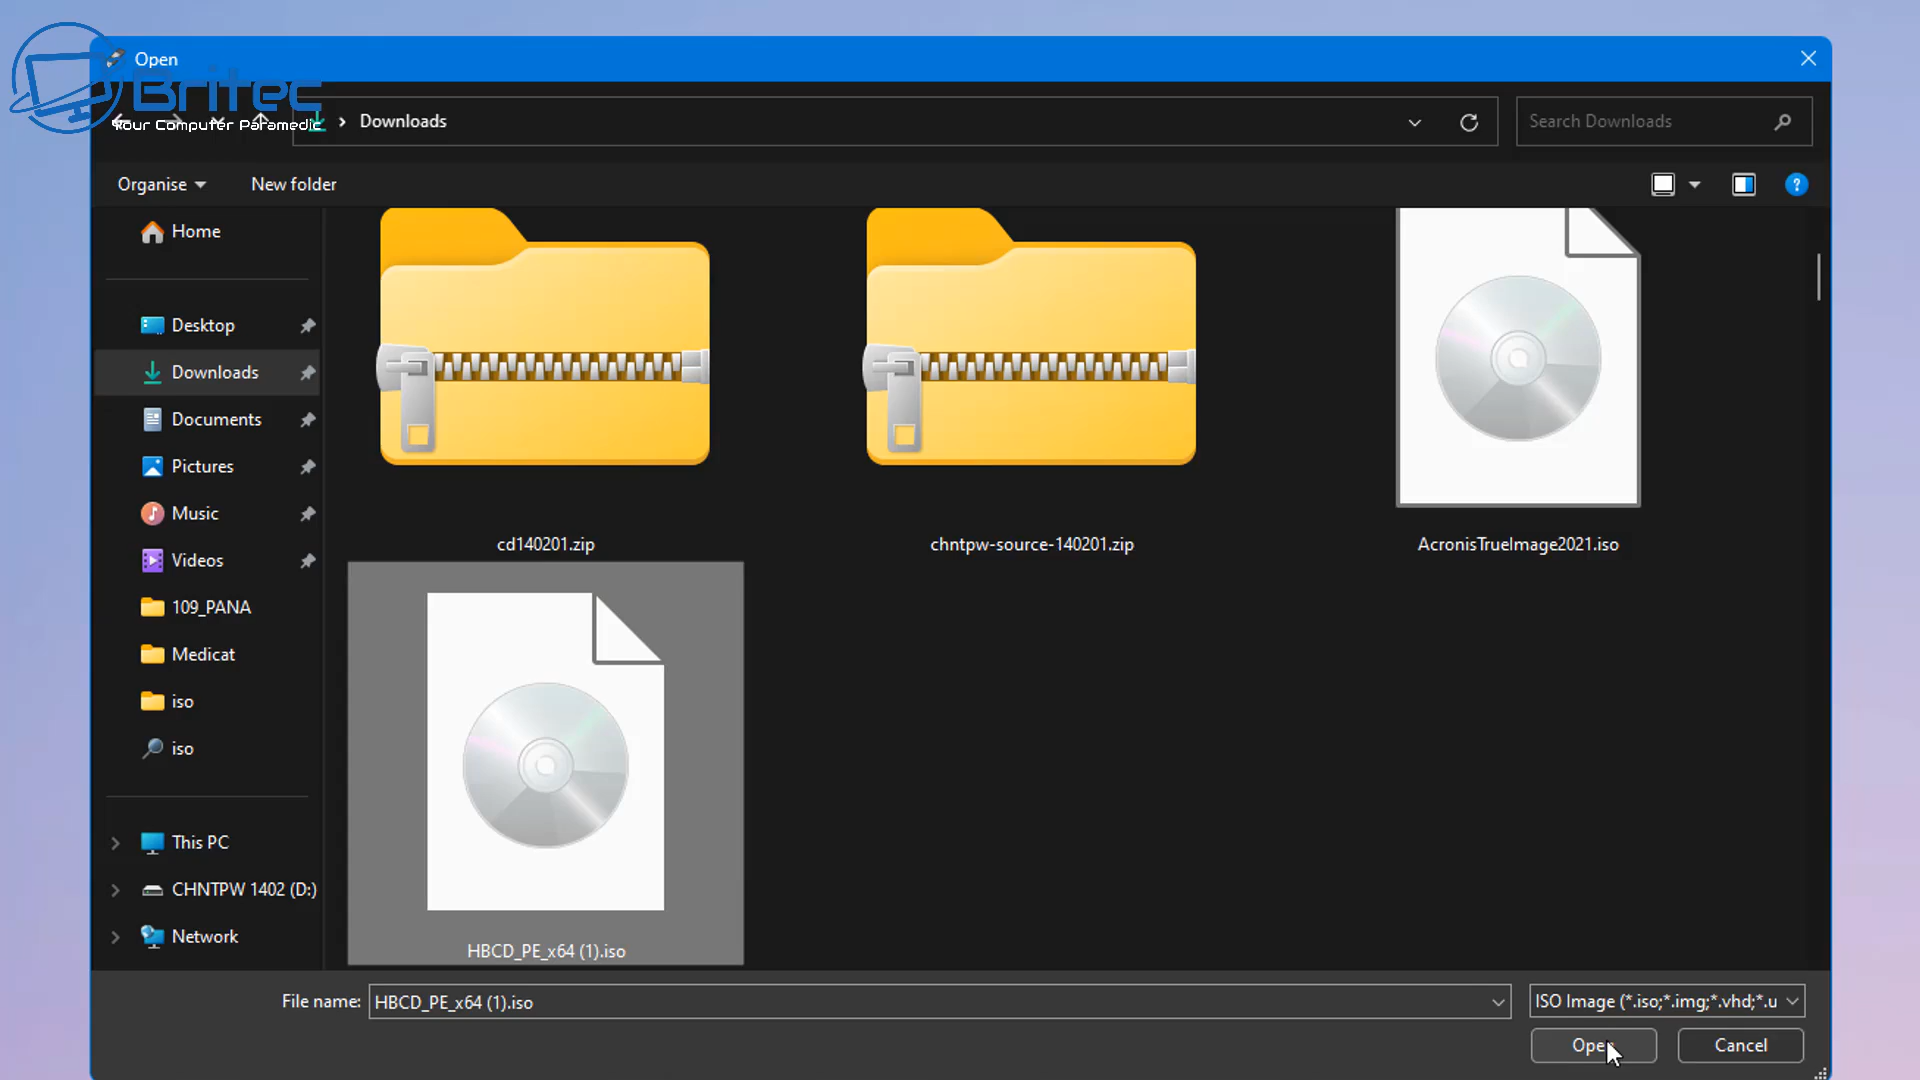 Open
Britec
Your Computer Paramedic
Downloads
Search Downloads
Organise
New folder
?
Home
Desktop
Downloads
Documents
Pictures
Music
Videos
109_PANA
Medicat
iso
iso
This PC
CHNTPW 1402 (D:)
Network
cd140201.zip
chntpw-source-140201.zip
AcronisTrueImage2021.iso
HBCD_PE_x64 (1).iso
File name:
HBCD_PE_x64 (1).iso
ISO Image (*.iso;*.img;*.vhd;*.u
Open
Cancel